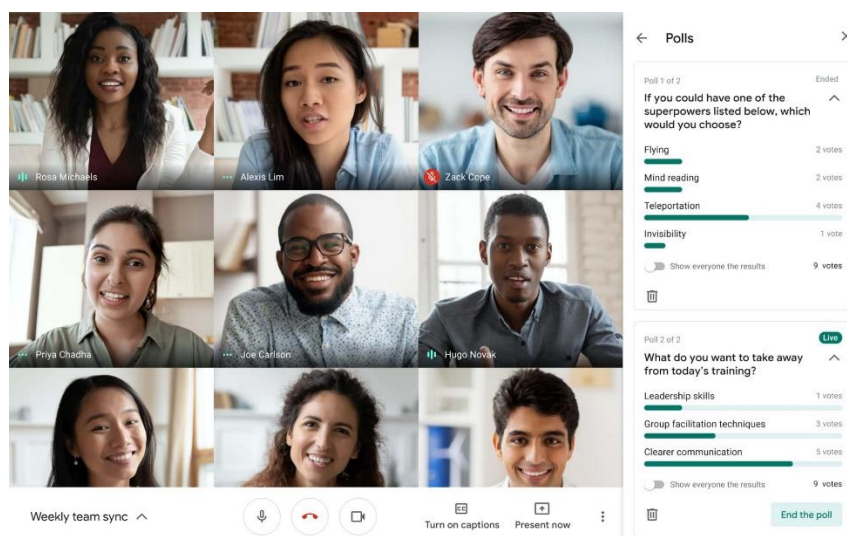 Polls
Poll 1 of 2
Ended
If you could have one of the
superpowers listed below, which
would you choose?
Flying
2 votes
Mind reading
2 votes
Teleportation
4 votes
Invisibility
1 vote
Show everyone the results
9 votes
Poll 2 of 2
Live
What do you want to take away
from today's training?
Leadership skills
1 votes
Group facilitation techniques
3 votes
Clearer communication
5 votes
Show everyone the results
9 votes
End the poll
Rosa Michaels
Alexis Lim
Zack Cope
Priya Chadha
Joe Carlson
Hugo Novak
Weekly team sync
CC
Turn on captions
Present now